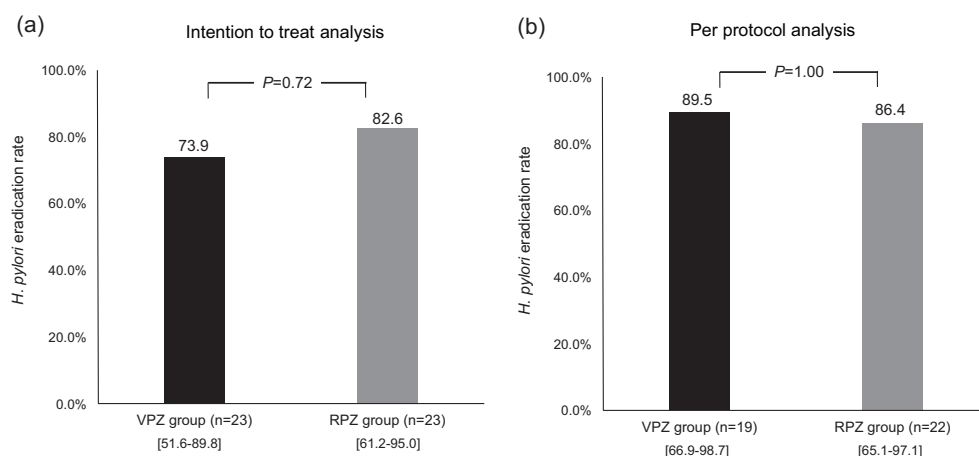 (a)
Intention to treat analysis
H. pylori eradication rate
100.0%
80.0%
60.0%
40.0%
20.0%
0.0%
P=0.72
73.9
82.6
VPZ group (n=23)
[51.6-89.8]
RPZ group (n=23)
[61.2-95.0]
(b)
Per protocol analysis
H. pylori eradication rate
100.0%
80.0%
60.0%
40.0%
20.0%
0.0%
P=1.00
89.5
86.4
VPZ group (n=19)
[66.9-98.7]
RPZ group (n=22)
[65.1-97.1]